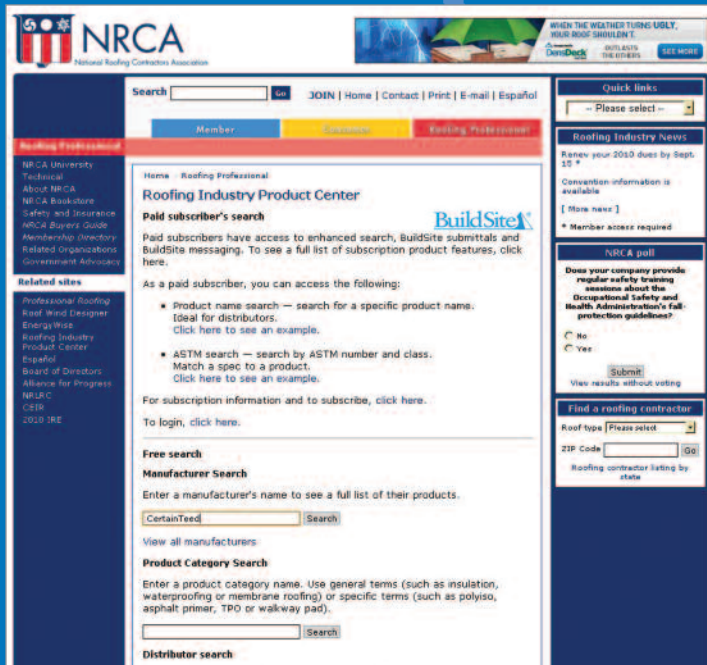 NRCA
National Roofing Contractors Association
WHEN THE WEATHER TURNS UGLY,
YOUR ROOF SHOULDN'T.
DensDeck
OUTLASTS
THE OTHERS
SEE MORE
Search
Go
JOIN | Home | Contact | Print | E-mail | Español
Member
Roofing Professional
Roofing Professional
NRCA University
Technical
About NRCA
NRCA Bookstore
Safety and Insurance
NRCA Buyers Guide
Membership Directory
Related Organizations
Government Advocacy
Related sites
Professional Roofing
Roof Wind Designer
EnergyWise
Roofing Industry
Product Center
Español
Board of Directors
Alliance for Progress
NRLRC
CEIR
2010 IRE
Home Roofing Professional
Roofing Industry Product Center
Paid subscriber's search
BuildSite
Paid subscribers have access to enhanced search, BuildSite submittals and
BuildSite messaging. To see a full list of subscription product features, click
here.
As a paid subscriber, you can access the following:
• Product name search — search for a specific product name.
Ideal for distributors.
Click here to see an example.
• ASTM search — search by ASTM number and class.
Match a spec to a product.
Click here to see an example.
For subscription information and to subscribe, click here.
To login, click here.
Free search
Manufacturer Search
Enter a manufacturer's name to see a full list of their products.
CertainTeed
Search
View all manufacturers
Product Category Search
Enter a product category name. Use general terms (such as insulation,
waterproofing or membrane roofing) or specific terms (such as polyiso,
asphalt primer, TPO or walkway pad).
Search
Distributor search
Quick links
-- Please select --
Roofing Industry News
Renew your 2010 dues by Sept.
15 *
Convention information is
available
[ More news ]
* Member access required
NRCA poll
Does your company provide
regular safety training
sessions about the
Occupational Safety and
Health Administration's fall-
protection guidelines?
No
Yes
Submit
View results without voting
Find a roofing contractor
Roof type Please select
ZIP Code
Go
Roofing contractor listing by
state